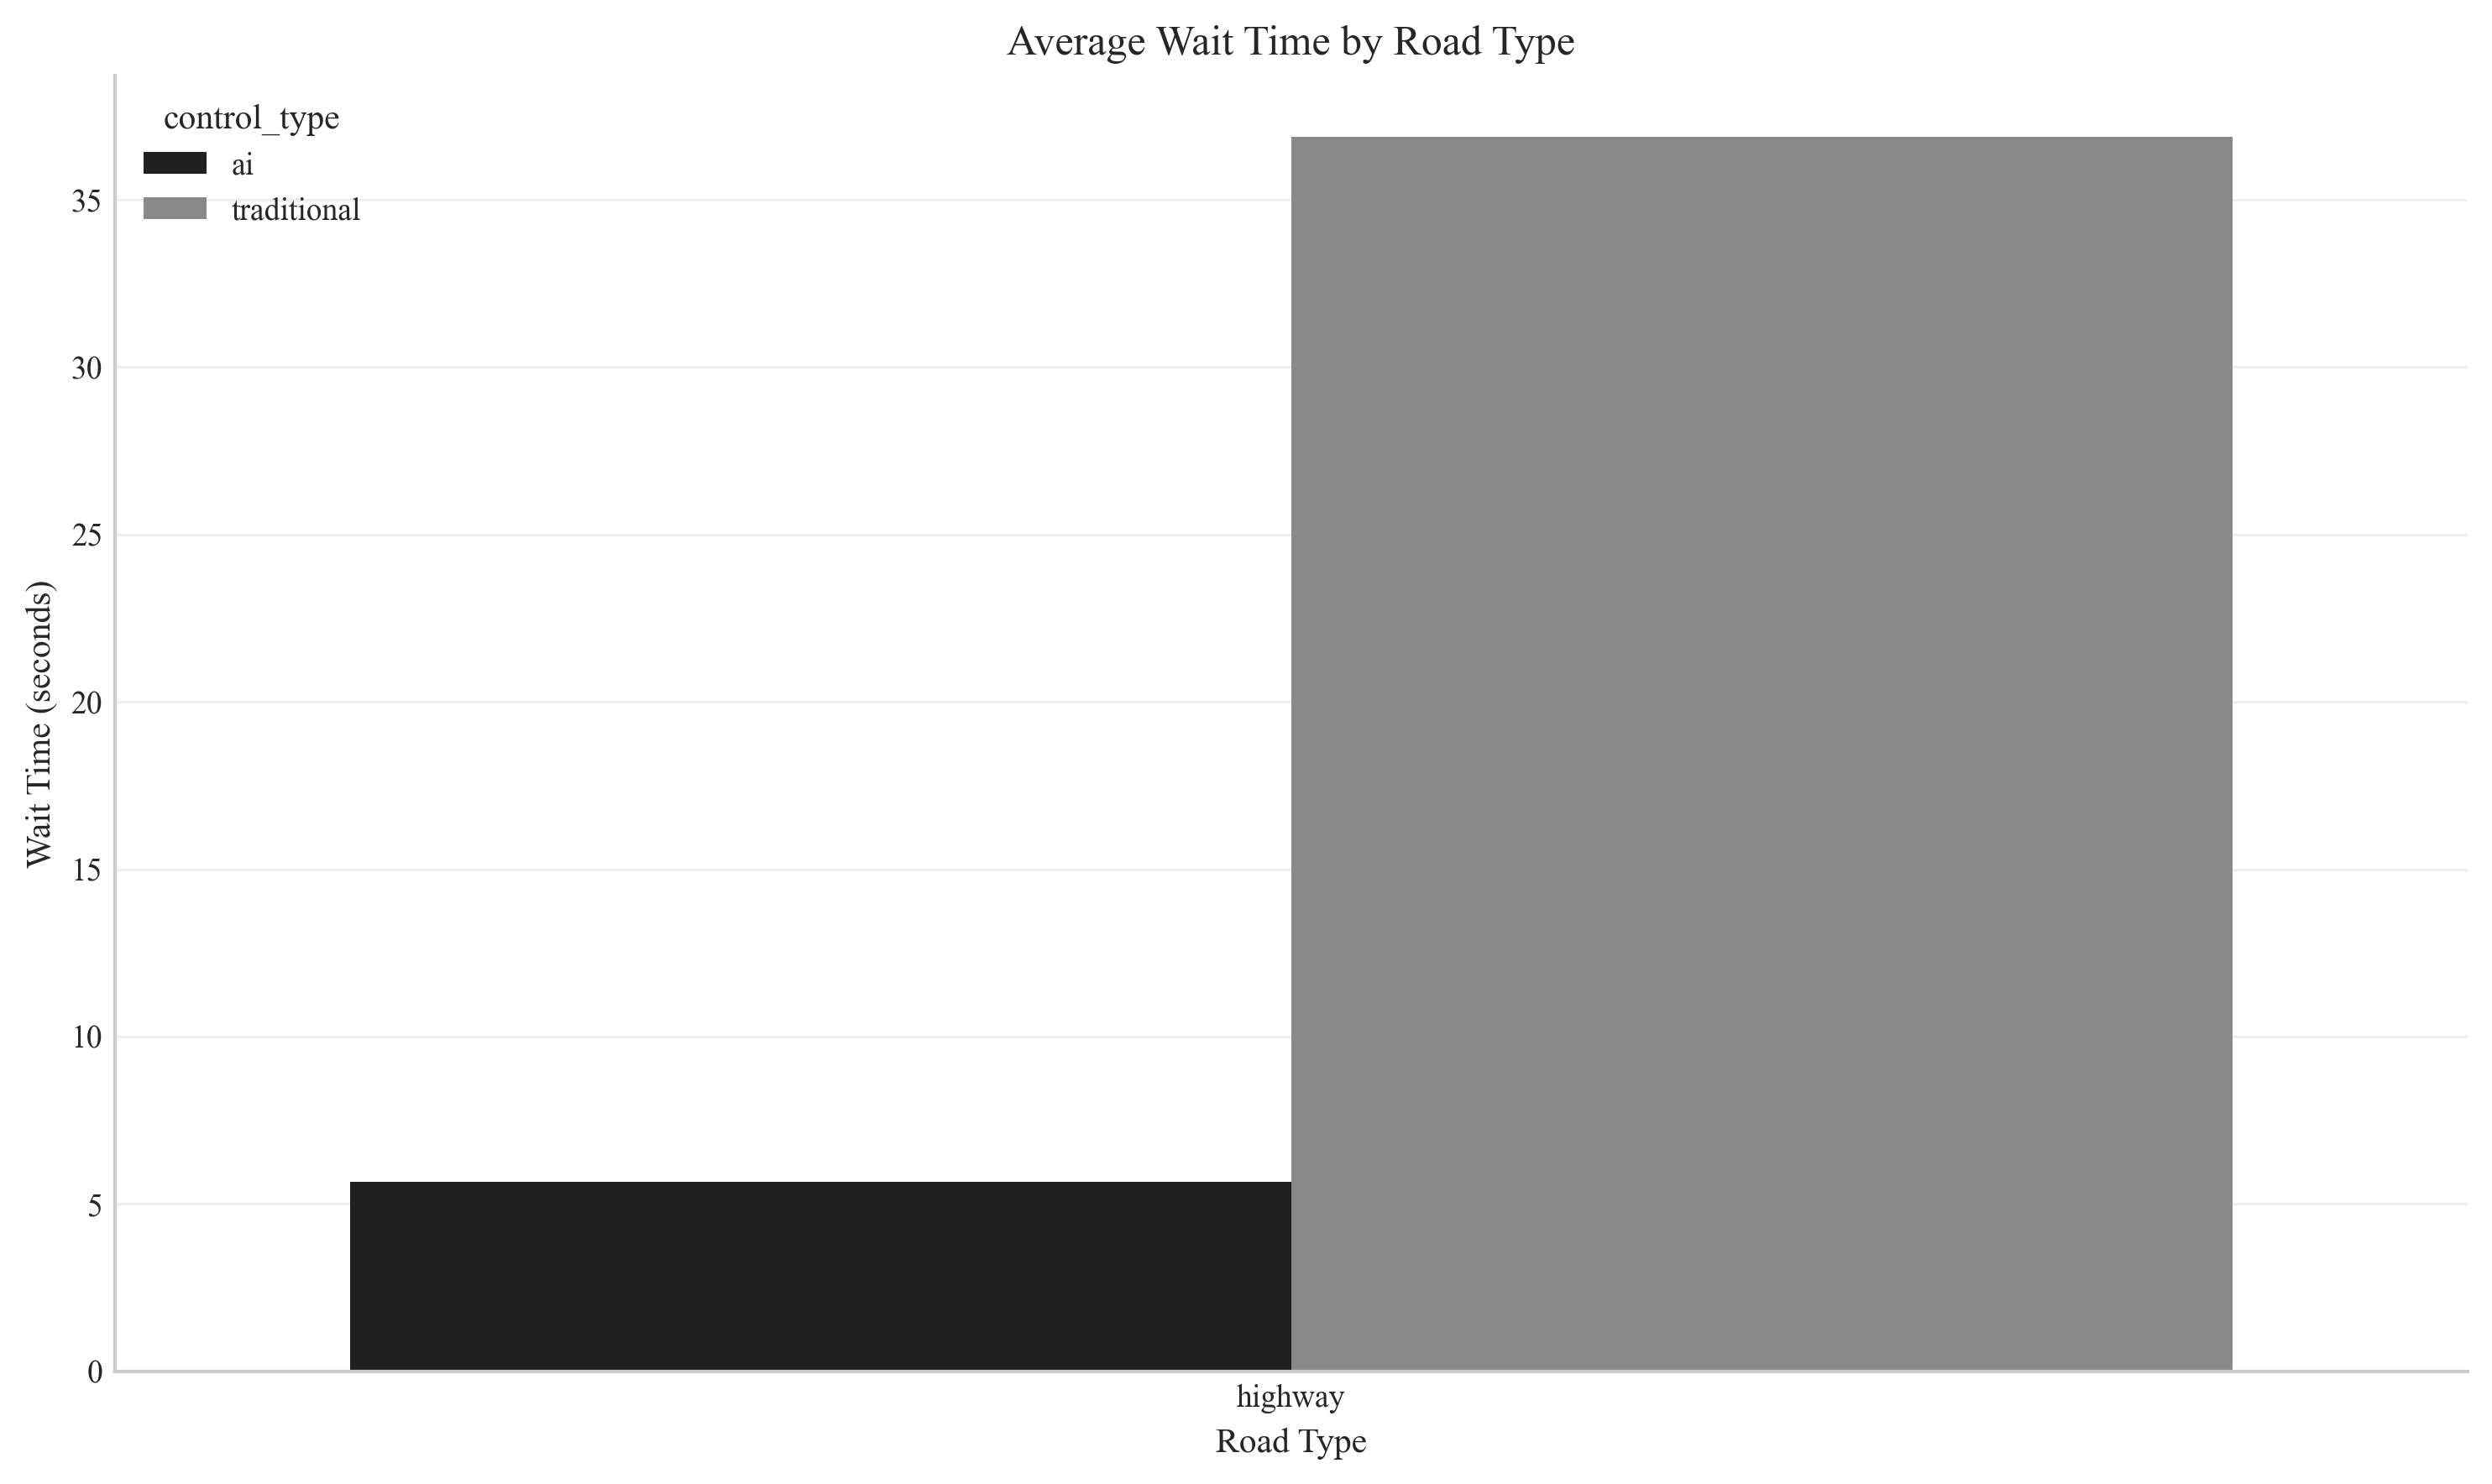 Average Wait Time by Road Type
control_type
ai
traditional
35
30
25
20
15
10
5
0
Wait Time (seconds)
highway
Road Type